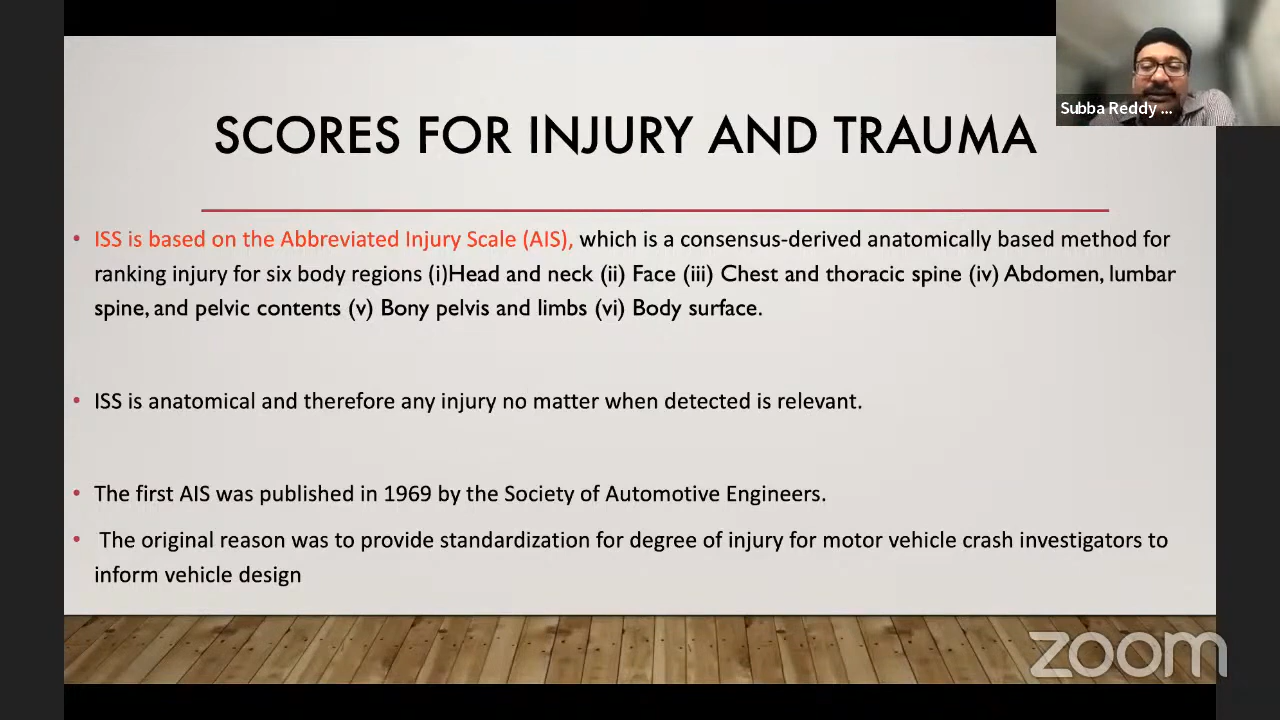 Subba Reddy ...
SCORES FOR INJURY AND TRAUMA
• ISS is based on the Abbreviated Injury Scale (AIS), which is a consensus-derived anatomically based method for
ranking injury for six body regions (i)Head and neck (ii) Face (iii) Chest and thoracic spine (iv) Abdomen, lumbar
spine, and pelvic contents (v) Bony pelvis and limbs (vi) Body surface.
• ISS is anatomical and therefore any injury no matter when detected is relevant.
• The first AIS was published in 1969 by the Society of Automotive Engineers.
• The original reason was to provide standardization for degree of injury for motor vehicle crash investigators to
inform vehicle design
zoom